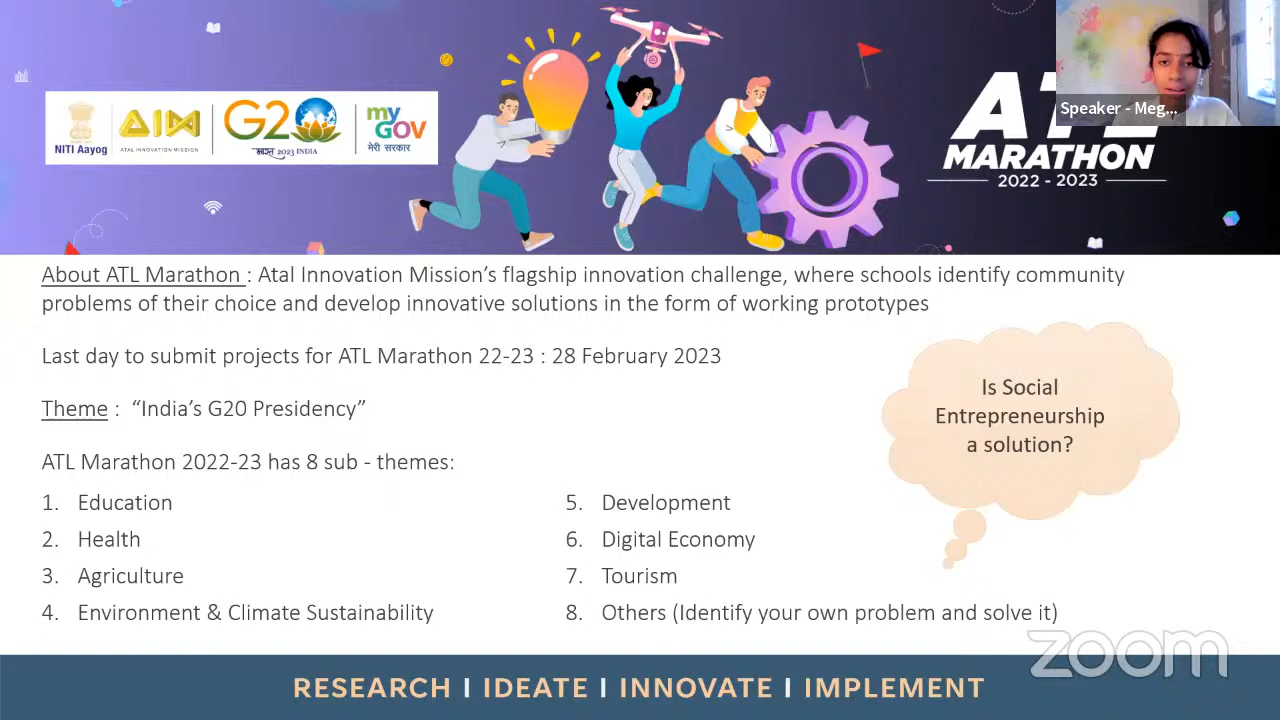 NITI Aayog
AIM
ATAL INNOVATION MISSION
G20
भारत 2023 INDIA
my
GOV
मेरी सरकार
ATL
MARATHON
2022 - 2023
Speaker - Meg...
About ATL Marathon : Atal Innovation Mission’s flagship innovation challenge, where schools identify community
problems of their choice and develop innovative solutions in the form of working prototypes
Last day to submit projects for ATL Marathon 22-23 : 28 February 2023
Theme : “India’s G20 Presidency”
Is Social
Entrepreneurship
a solution?
ATL Marathon 2022-23 has 8 sub - themes:
1. Education
2. Health
3. Agriculture
4. Environment & Climate Sustainability
5. Development
6. Digital Economy
7. Tourism
8. Others (Identify your own problem and solve it)
zoom
RESEARCH I IDEATE I INNOVATE I IMPLEMENT